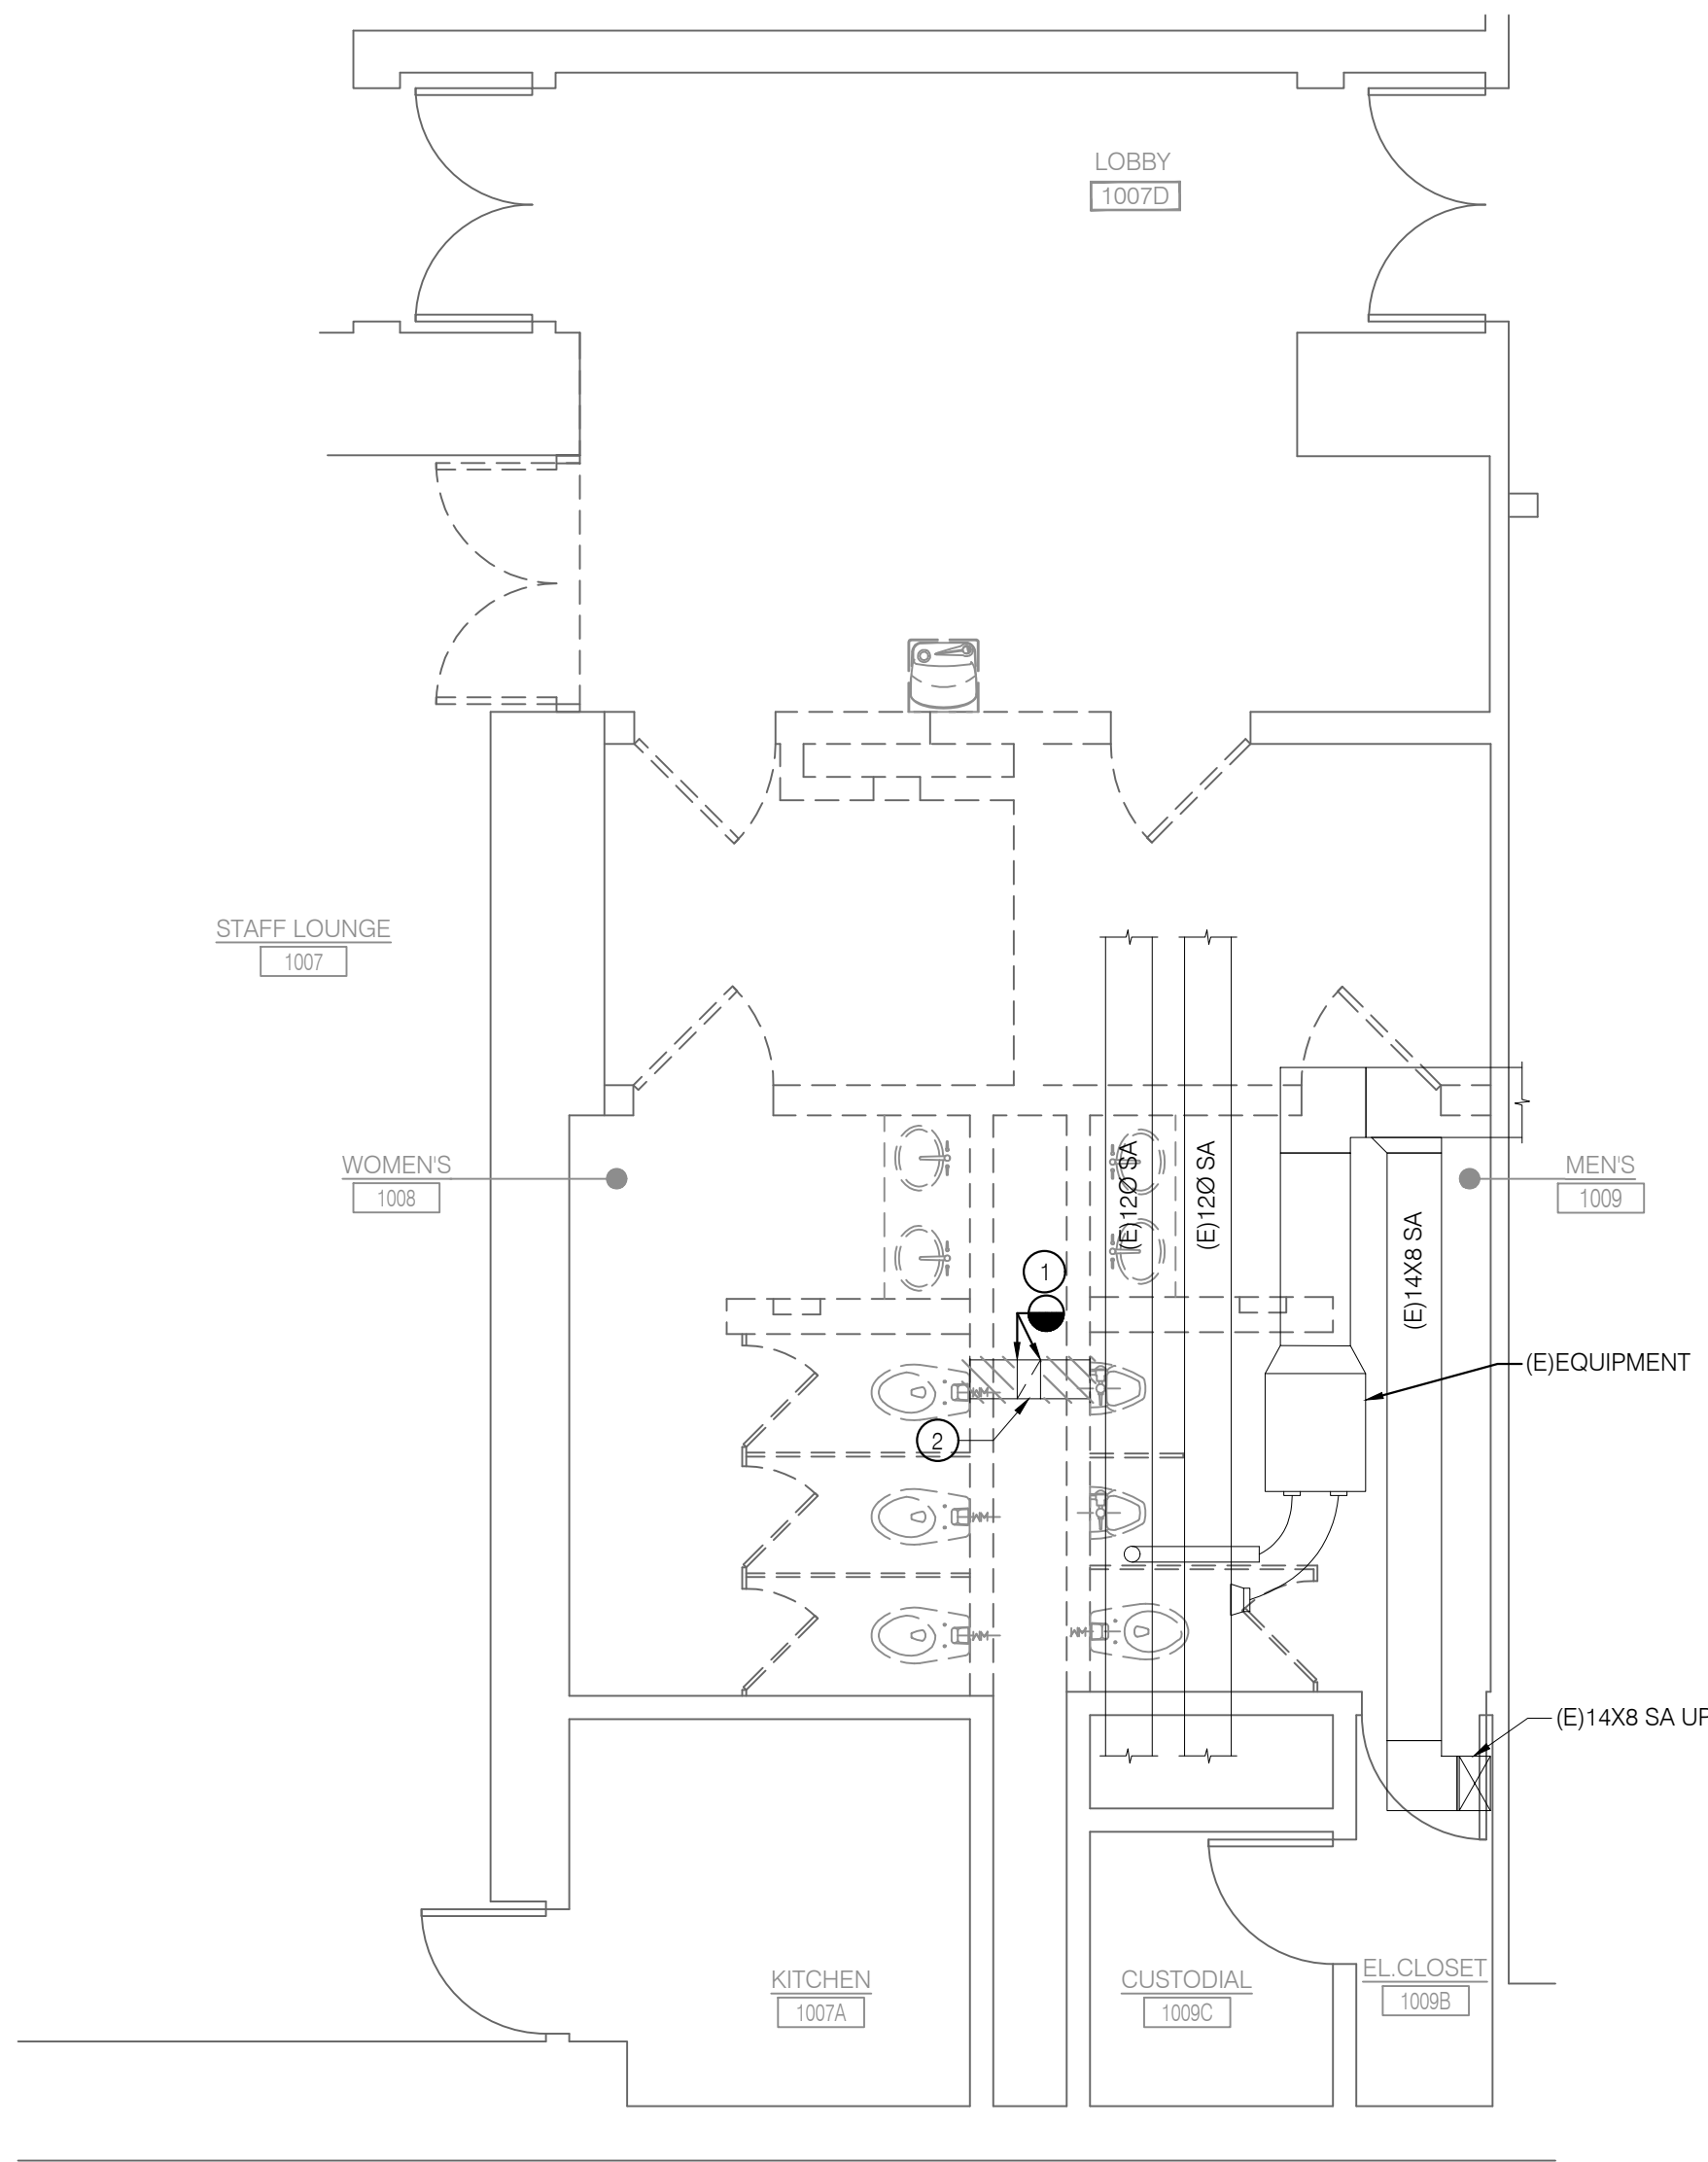 LOBBY
1007D
STAFF LOUNGE
1007
WOMEN'S
1008
MEN'S
1009
(E)12Ø SA
(E)12Ø SA
(E)14X8 SA
1
(E)EQUIPMENT
2
(E)14X8 SA UP
KITCHEN
1007A
CUSTODIAL
1009C
EL.CLOSET
1009B